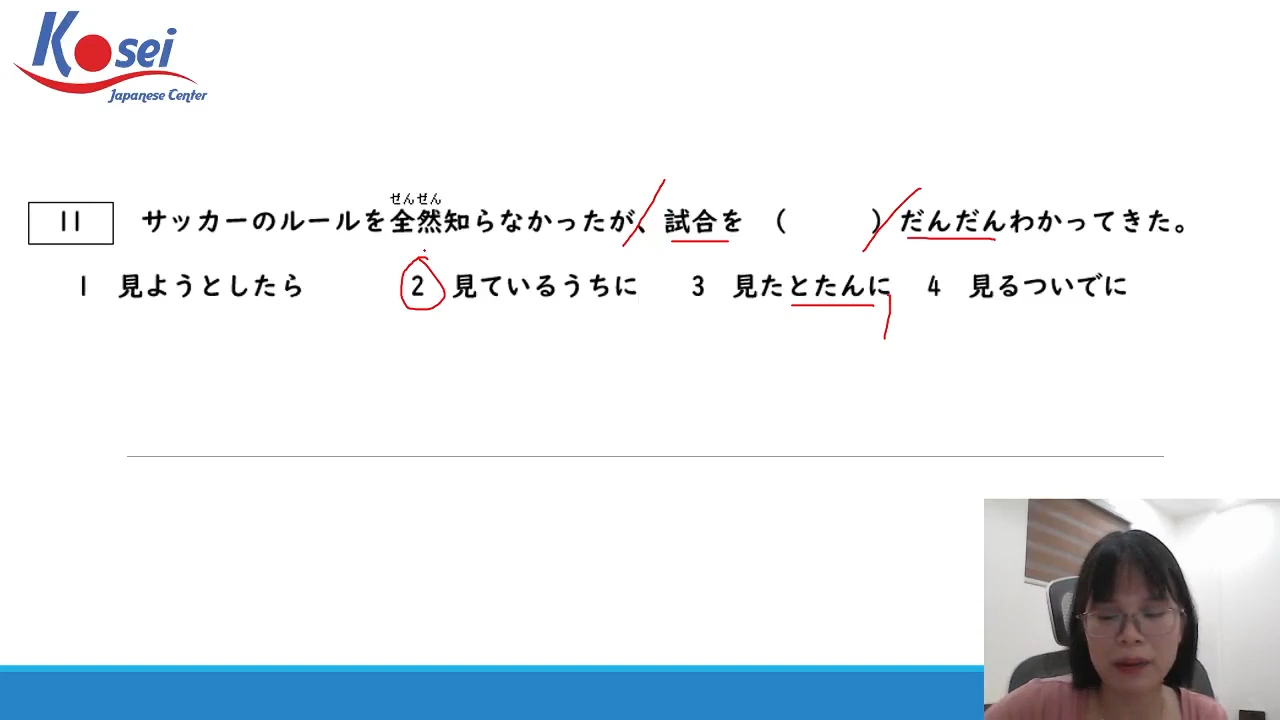 Kosei
Japanese Center
ぜんぜん
11 サッカーのルールを全然知らなかったが、試合を ( ) だんだんわかってきた。
1 見ようとしたら 2 見ているうちに 3 見たとたんに 4 見るついでに